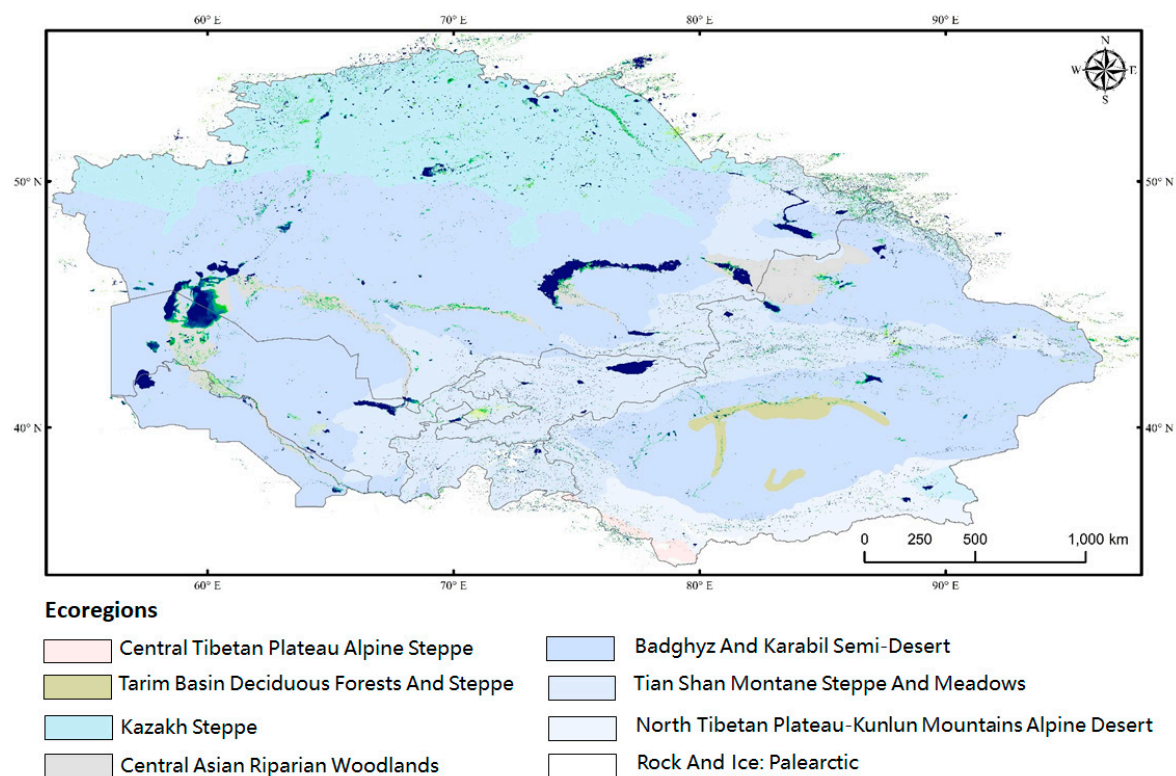 60° E 70° E 80° E 90° E
N
W E
S
50° N 50° N
40° N 40° N
0 250 500 1,000 km
60° E 70° E 80° E 90° E
Ecoregions
Central Tibetan Plateau Alpine Steppe
Tarim Basin Deciduous Forests And Steppe
Kazakh Steppe
Central Asian Riparian Woodlands
Badghyz And Karabil Semi-Desert
Tian Shan Montane Steppe And Meadows
North Tibetan Plateau-Kunlun Mountains Alpine Desert
Rock And Ice: Palearctic